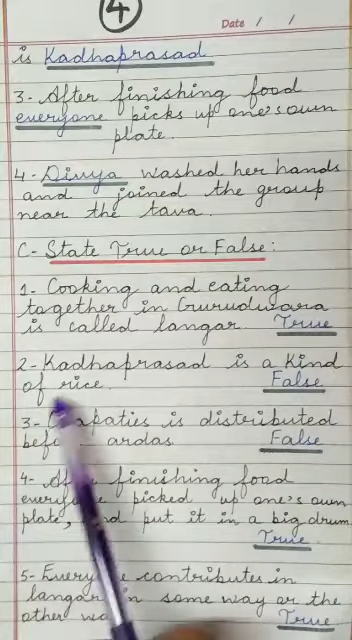 4
Date / /
is Kadhaprasad
3- After finishing food
everyone picks up one's own
plate.
4- Divya washed her hands
and joined the group
near the tava.
C- State True or False:
1- Cooking and eating
together in Gurudwara
is called langar True
2- Kadhaprasad is a kind
of rice. False
3- is distributed
ardas False
4- finishing food
picked up one's own
plate, put it in a big drum
True
5- contributes in
langar in some way or the
other True